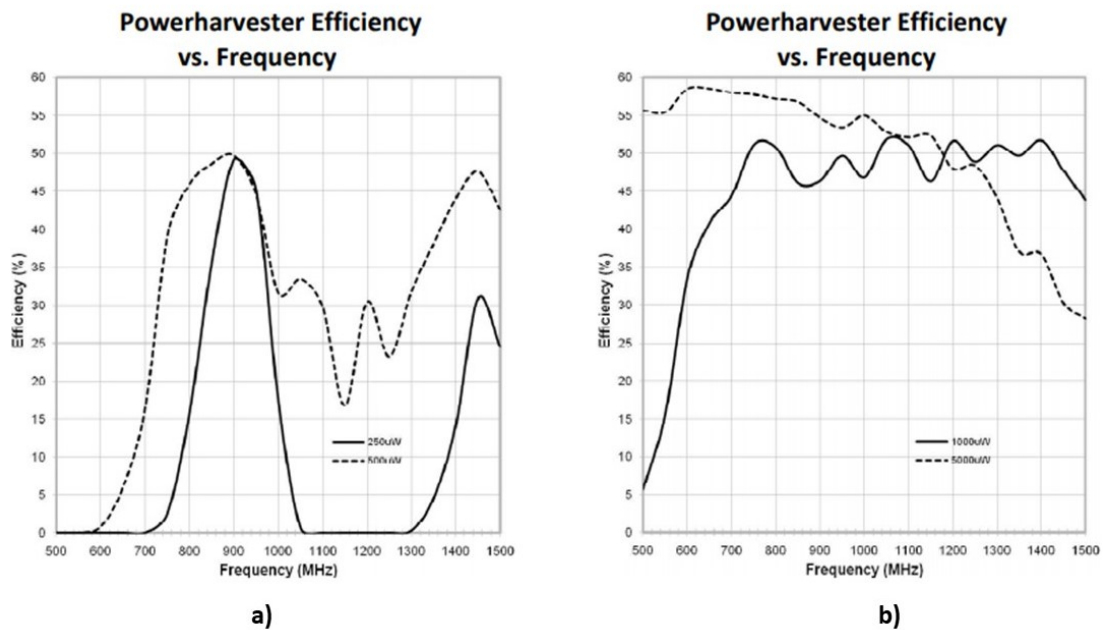 Powerharvester Efficiency
vs. Frequency
60
55
50
45
40
35
30
25
20
15
10
5
0
Efficiency (%)
250uW
500uW
500 600 700 800 900 1000 1100 1200 1300 1400 1500
Frequency (MHz)
a)
Powerharvester Efficiency
vs. Frequency
60
55
50
45
40
35
30
25
20
15
10
5
0
Efficiency (%)
1000uW
5000uW
500 600 700 800 900 1000 1100 1200 1300 1400 1500
Frequency (MHz)
b)